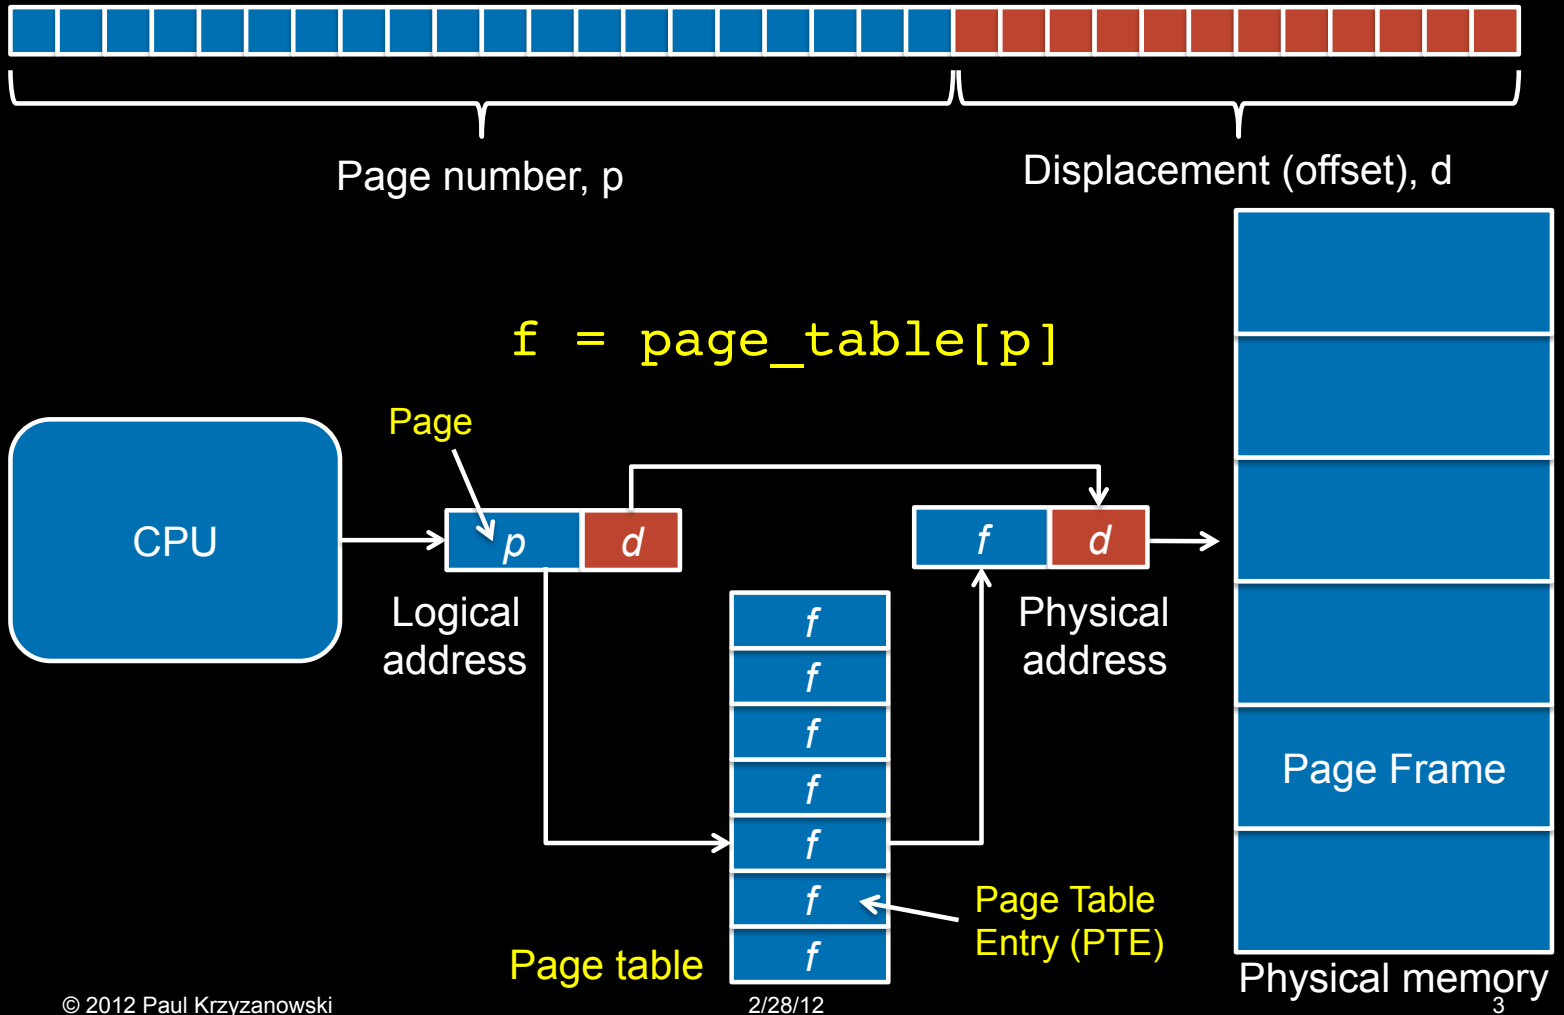 Page number, p
Displacement (offset), d
f = page_table[p]
Page
CPU
p
d
f
d
Logical
address
Physical
address
f
f
f
f
f
f
f
Page Frame
Page Table
Entry (PTE)
Page table
Physical memory
© 2012 Paul Krzyzanowski
2/28/12
3